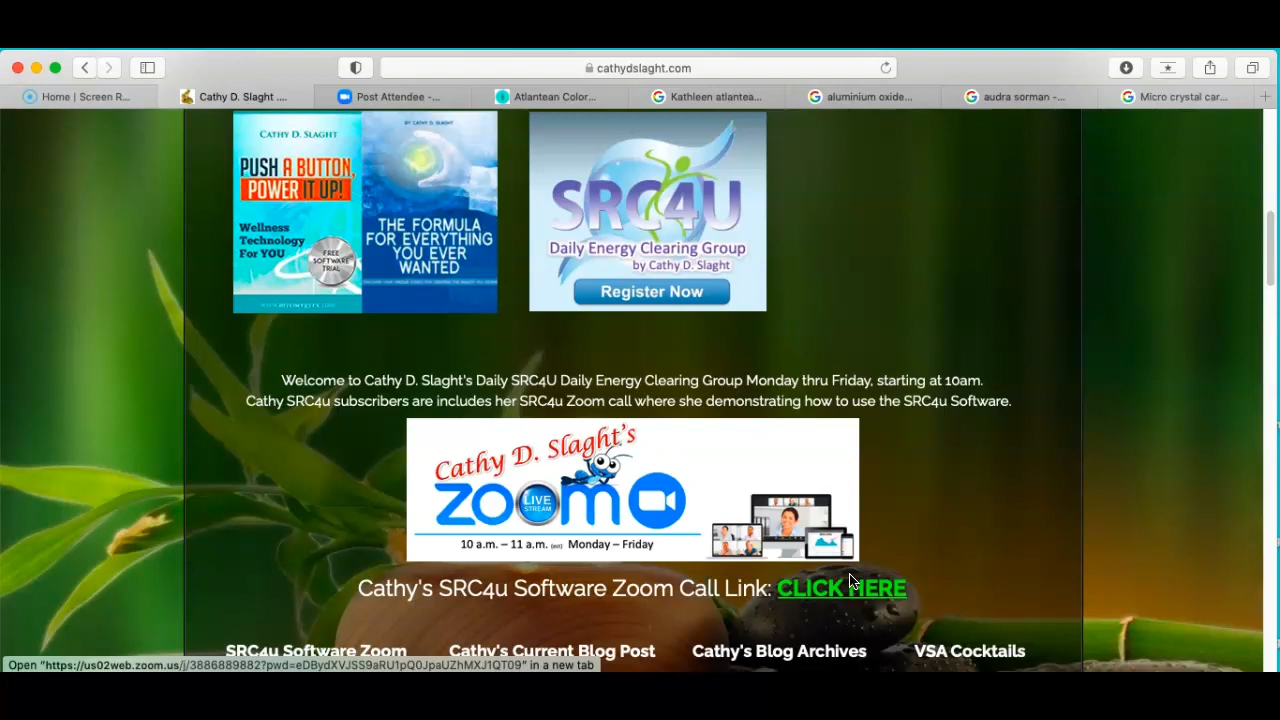 cathydslaght.com
Home | Screen R...
Cathy D. Slaght ....
Post Attendee -...
Atlantean Color...
Kathleen atlantea...
aluminium oxide...
audra sorman -...
Micro crystal car...
CATHY D. SLAGHT
PUSH A BUTTON,
POWER IT UP!
Wellness
Technology
For YOU
FREE
SOFTWARE
TRIAL
BY CATHY D. SLAGHT
THE FORMULA
FOR EVERYTHING
YOU EVER
WANTED
SRC4U
Daily Energy Clearing Group
by Cathy D. Slaght
Register Now
Welcome to Cathy D. Slaght's Daily SRC4U Daily Energy Clearing Group Monday thru Friday, starting at 10am.
Cathy SRC4u subscribers are includes her SRC4u Zoom call where she demonstrating how to use the SRC4u Software.
Cathy D. Slaght's
zoom
LIVE
STREAM
10 a.m. – 11 a.m. (est) Monday – Friday
Cathy's SRC4u Software Zoom Call Link: CLICK HERE
SRC4u Software Zoom
Cathy's Current Blog Post
Cathy's Blog Archives
VSA Cocktails
Open "https://us02web.zoom.us/j/3886889882?pwd=eDBydXVJSS9aRU1pQ0JpaUZhMXJ1QT09" in a new tab